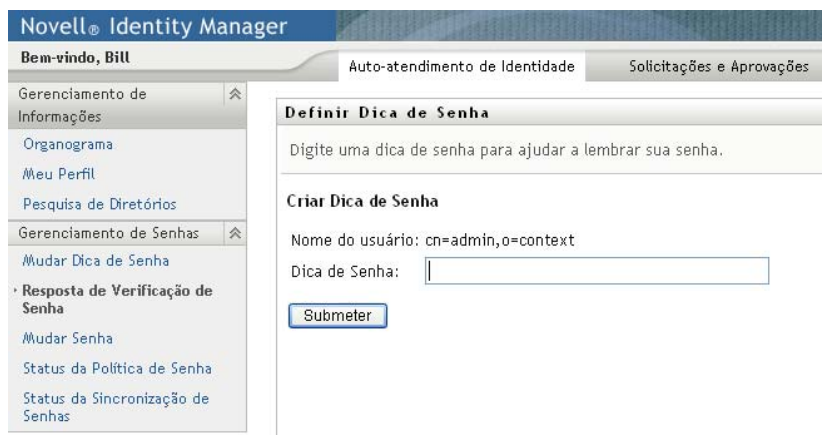 Novell® Identity Manager
Bem-vindo, Bill
Auto-atendimento de Identidade
Solicitações e Aprovações
Gerenciamento de
Informações
Organograma
Meu Perfil
Pesquisa de Diretórios
Gerenciamento de Senhas
Mudar Dica de Senha
Resposta de Verificação de
Senha
Mudar Senha
Status da Política de Senha
Status da Sincronização de
Senhas
Definir Dica de Senha
Digite uma dica de senha para ajudar a lembrar sua senha.
Criar Dica de Senha
Nome do usuário: cn=admin,o=context
Dica de Senha:
Submeter